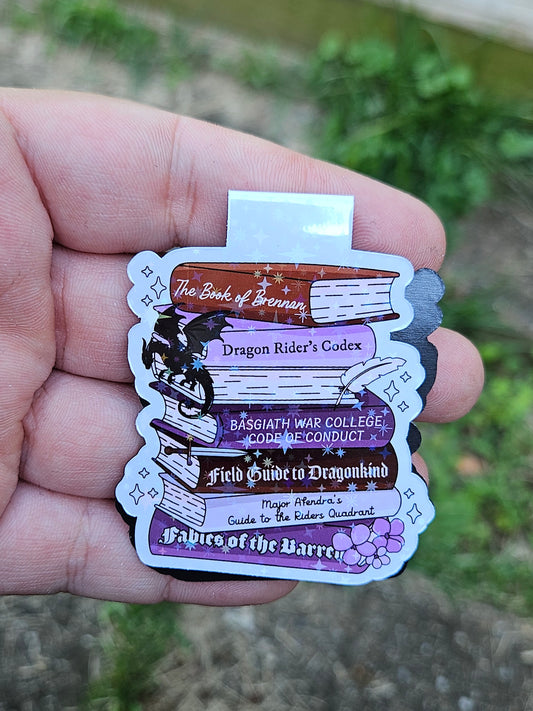 The Book of Brennan
Dragon Rider's Codex
BASGIATH WAR COLLEGE
CODE OF CONDUCT
Field Guide to Dragonkind
Major Afendra's
Guide to the Riders Quadrant
Fables of the Barren